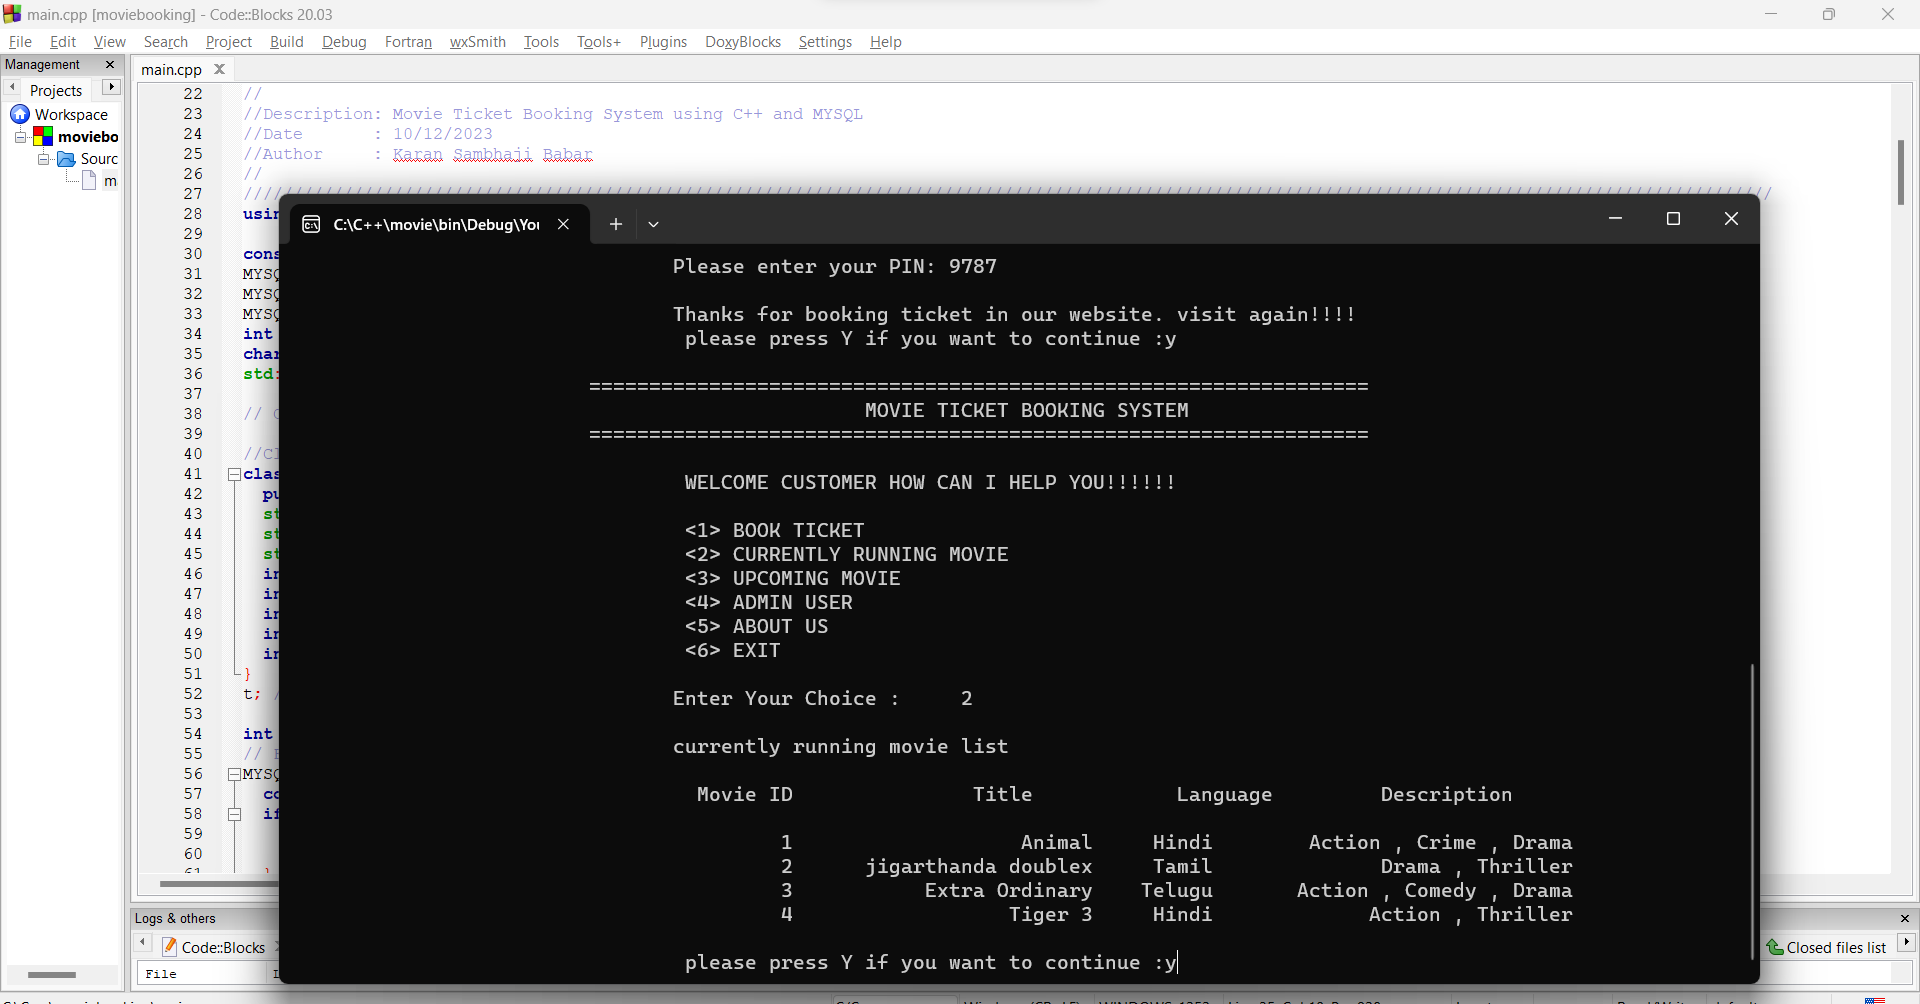 main.cpp [moviebooking] - Code::Blocks 20.03
File Edit View Search Project Build Debug Fortran wxSmith Tools Tools+ Plugins DoxyBlocks Settings Help
Management
main.cpp
Projects
Workspace
moviebo
Sourc
22 //
23 //Description: Movie Ticket Booking System using C++ and MYSQL
24 //Date : 10/12/2023
25 //Author : Karan Sambhaji Babar
26 //
27
28 usin
29
30 cons
31 MYSQ
32 MYSQ
33 MYSQ
34 int
35 char
36 std:
37
38 //
39
40 //Cl
41 clas
42 pu
43 st
44 st
45 st
46 in
47 in
48 in
49 in
50 in
51 }
52 t; /
53
54 int
55 //
56 MYSQ
57 co
58 if
59
60
61
C:\C++\movie\bin\Debug\You
Please enter your PIN: 9787
Thanks for booking ticket in our website. visit again!!!!
please press Y if you want to continue :y
=================================================================
MOVIE TICKET BOOKING SYSTEM
=================================================================
WELCOME CUSTOMER HOW CAN I HELP YOU!!!!!!
<1> BOOK TICKET
<2> CURRENTLY RUNNING MOVIE
<3> UPCOMING MOVIE
<4> ADMIN USER
<5> ABOUT US
<6> EXIT
Enter Your Choice : 2
currently running movie list
Movie ID Title Language Description
1 Animal Hindi Action , Crime , Drama
2 jigarthanda doublex Tamil Drama , Thriller
3 Extra Ordinary Telugu Action , Comedy , Drama
4 Tiger 3 Hindi Action , Thriller
please press Y if you want to continue :y
Logs & others
Code::Blocks
Closed files list
File